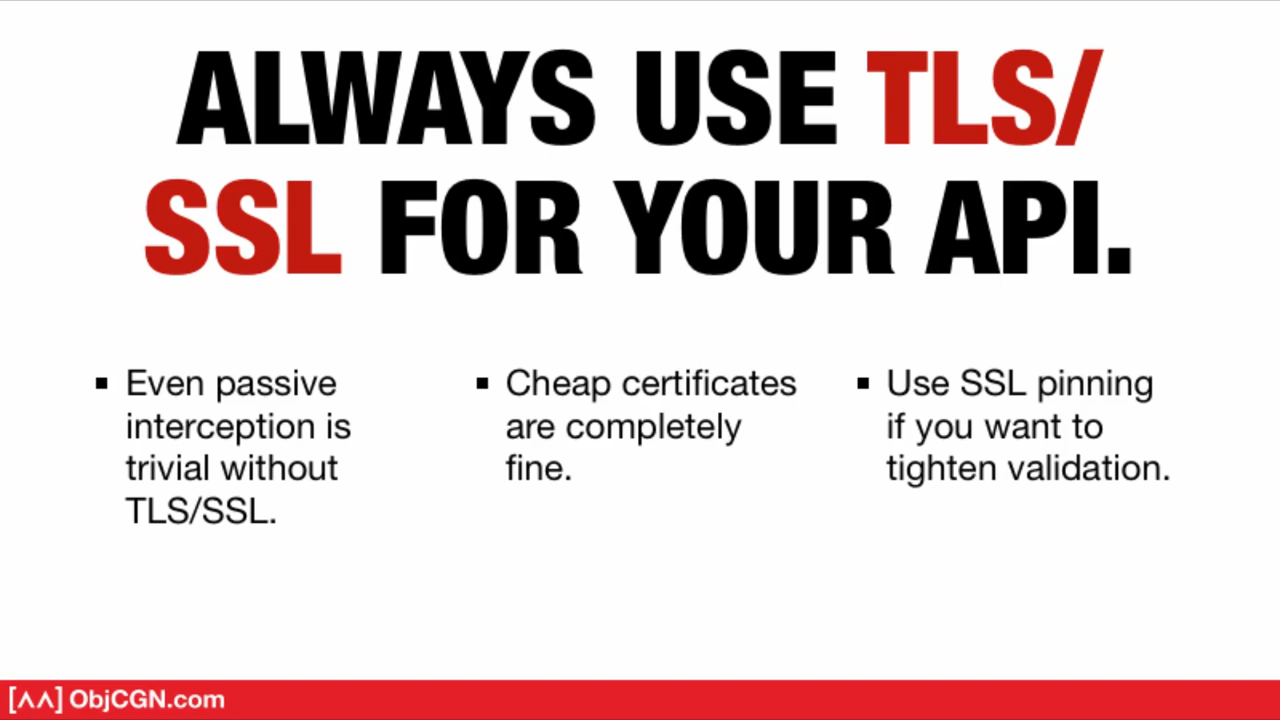 ALWAYS USE TLS/
SSL FOR YOUR API.
▪ Even passive
interception is
trivial without
TLS/SSL.
▪ Cheap certificates
are completely
fine.
▪ Use SSL pinning
if you want to
tighten validation.
[ʌʌ] ObjCGN.com